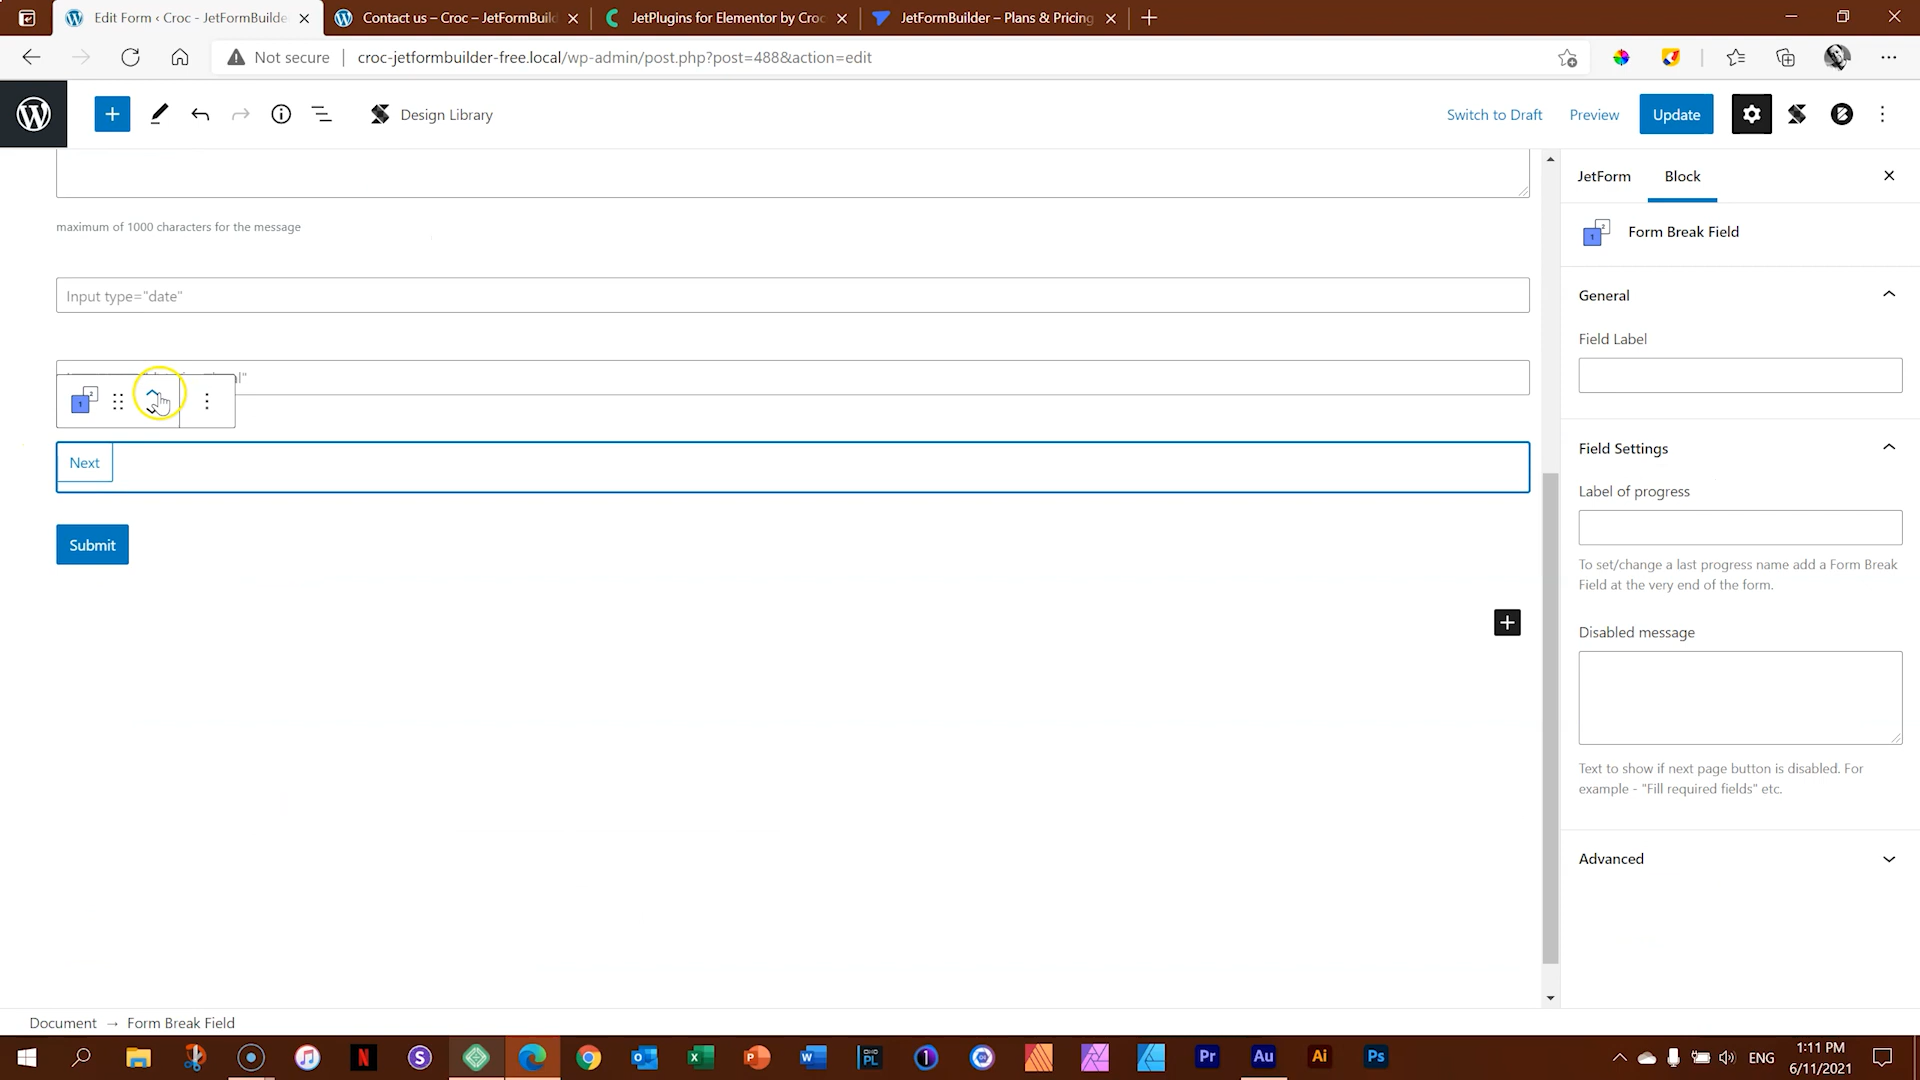 Edit Form ‹ Croc - JetFormBuilde
Contact us – Croc – JetFormBuild
JetPlugins for Elementor by Croc
JetFormBuilder – Plans & Pricing
Not secure
croc-jetformbuilder-free.local/wp-admin/post.php?post=488&action=edit
Design Library
Switch to Draft
Preview
Update
JetForm
Block
Form Break Field
maximum of 1000 characters for the message
General
Input type="date"
Field Label
Next
Field Settings
Label of progress
Submit
To set/change a last progress name add a Form Break
Field at the very end of the form.
Disabled message
Text to show if next page button is disabled. For
example - "Fill required fields" etc.
Advanced
Document → Form Break Field
ENG
1:11 PM
6/11/2021